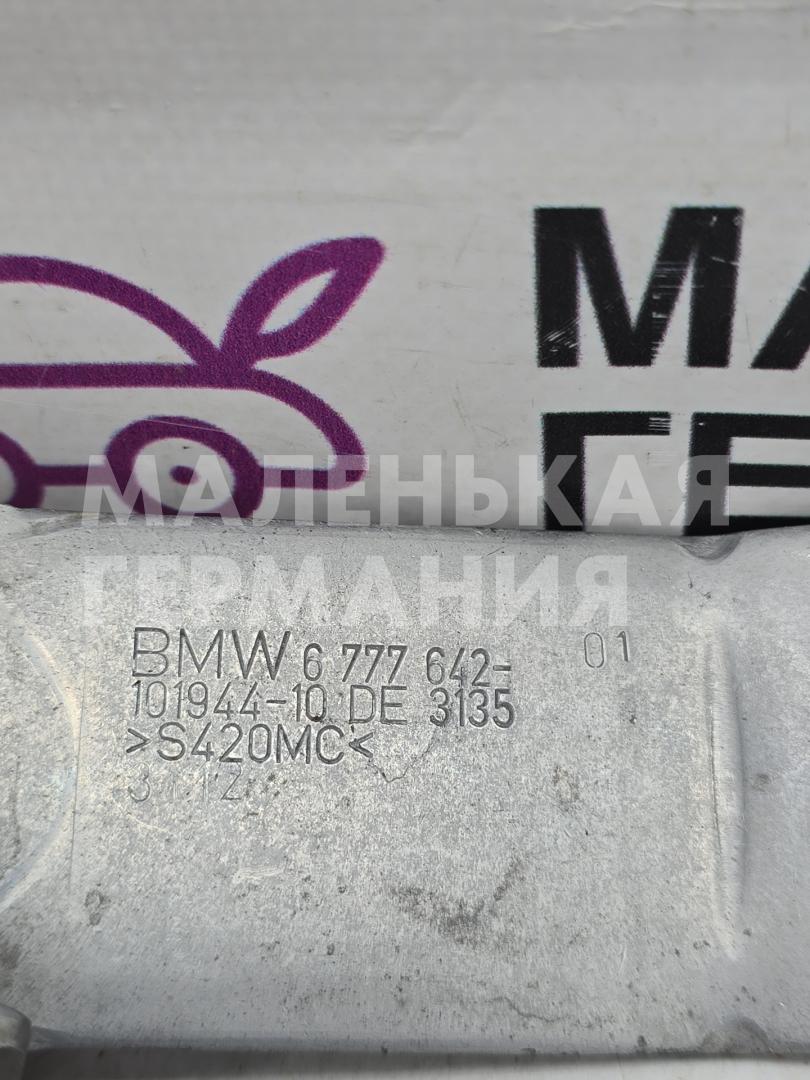 МА
ГЕ
МАЛЕНЬКАЯ
ГЕРМАНИЯ
BMW 6 777 642- 01
101944-10 DE 3135
>S420MC<